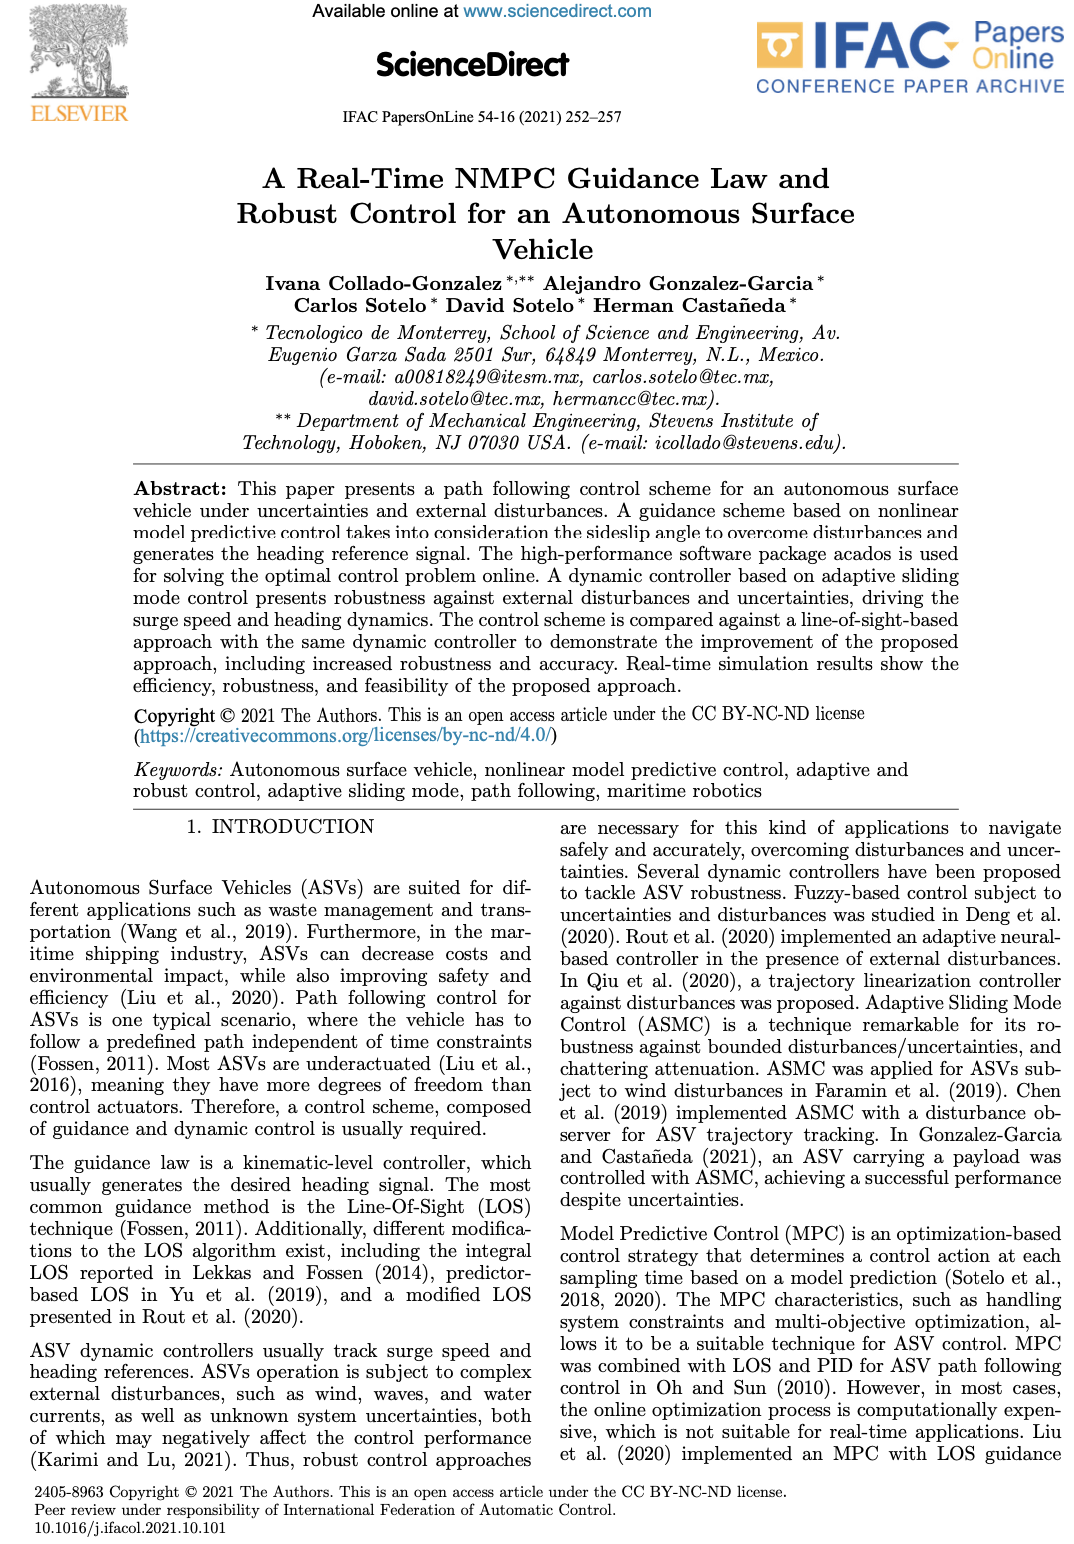 Available online at www.sciencedirect.com
ScienceDirect
ELSEVIER
IFAC Papers
Online
CONFERENCE PAPER ARCHIVE
IFAC PapersOnLine 54-16 (2021) 252–257
A Real-Time NMPC Guidance Law and
Robust Control for an Autonomous Surface
Vehicle
Ivana Collado-Gonzalez *,** Alejandro Gonzalez-Garcia *
Carlos Sotelo * David Sotelo * Herman Castañeda *
* Tecnologico de Monterrey, School of Science and Engineering, Av.
Eugenio Garza Sada 2501 Sur, 64849 Monterrey, N.L., Mexico.
(e-mail: a00818249@itesm.mx, carlos.sotelo@tec.mx,
david.sotelo@tec.mx, hermancc@tec.mx).
** Department of Mechanical Engineering, Stevens Institute of
Technology, Hoboken, NJ 07030 USA. (e-mail: icollado@stevens.edu).
Abstract: This paper presents a path following control scheme for an autonomous surface
vehicle under uncertainties and external disturbances. A guidance scheme based on nonlinear
model predictive control takes into consideration the sideslip angle to overcome disturbances and
generates the heading reference signal. The high-performance software package acados is used
for solving the optimal control problem online. A dynamic controller based on adaptive sliding
mode control presents robustness against external disturbances and uncertainties, driving the
surge speed and heading dynamics. The control scheme is compared against a line-of-sight-based
approach with the same dynamic controller to demonstrate the improvement of the proposed
approach, including increased robustness and accuracy. Real-time simulation results show the
efficiency, robustness, and feasibility of the proposed approach.
Copyright © 2021 The Authors. This is an open access article under the CC BY-NC-ND license
(https://creativecommons.org/licenses/by-nc-nd/4.0/)
Keywords: Autonomous surface vehicle, nonlinear model predictive control, adaptive and
robust control, adaptive sliding mode, path following, maritime robotics
1. INTRODUCTION
Autonomous Surface Vehicles (ASVs) are suited for dif-
ferent applications such as waste management and trans-
portation (Wang et al., 2019). Furthermore, in the mar-
itime shipping industry, ASVs can decrease costs and
environmental impact, while also improving safety and
efficiency (Liu et al., 2020). Path following control for
ASVs is one typical scenario, where the vehicle has to
follow a predefined path independent of time constraints
(Fossen, 2011). Most ASVs are underactuated (Liu et al.,
2016), meaning they have more degrees of freedom than
control actuators. Therefore, a control scheme, composed
of guidance and dynamic control is usually required.
The guidance law is a kinematic-level controller, which
usually generates the desired heading signal. The most
common guidance method is the Line-Of-Sight (LOS)
technique (Fossen, 2011). Additionally, different modifica-
tions to the LOS algorithm exist, including the integral
LOS reported in Lekkas and Fossen (2014), predictor-
based LOS in Yu et al. (2019), and a modified LOS
presented in Rout et al. (2020).
ASV dynamic controllers usually track surge speed and
heading references. ASVs operation is subject to complex
external disturbances, such as wind, waves, and water
currents, as well as unknown system uncertainties, both
of which may negatively affect the control performance
(Karimi and Lu, 2021). Thus, robust control approaches
are necessary for this kind of applications to navigate
safely and accurately, overcoming disturbances and uncer-
tainties. Several dynamic controllers have been proposed
to tackle ASV robustness. Fuzzy-based control subject to
uncertainties and disturbances was studied in Deng et al.
(2020). Rout et al. (2020) implemented an adaptive neural-
based controller in the presence of external disturbances.
In Qiu et al. (2020), a trajectory linearization controller
against disturbances was proposed. Adaptive Sliding Mode
Control (ASMC) is a technique remarkable for its ro-
bustness against bounded disturbances/uncertainties, and
chattering attenuation. ASMC was applied for ASVs sub-
ject to wind disturbances in Faramin et al. (2019). Chen
et al. (2019) implemented ASMC with a disturbance ob-
server for ASV trajectory tracking. In Gonzalez-Garcia
and Castañeda (2021), an ASV carrying a payload was
controlled with ASMC, achieving a successful performance
despite uncertainties.
Model Predictive Control (MPC) is an optimization-based
control strategy that determines a control action at each
sampling time based on a model prediction (Sotelo et al.,
2018, 2020). The MPC characteristics, such as handling
system constraints and multi-objective optimization, al-
lows it to be a suitable technique for ASV control. MPC
was combined with LOS and PID for ASV path following
control in Oh and Sun (2010). However, in most cases,
the online optimization process is computationally expen-
sive, which is not suitable for real-time applications. Liu
et al. (2020) implemented an MPC with LOS guidance
2405-8963 Copyright © 2021 The Authors. This is an open access article under the CC BY-NC-ND license.
Peer review under responsibility of International Federation of Automatic Control.
10.1016/j.ifacol.2021.10.101